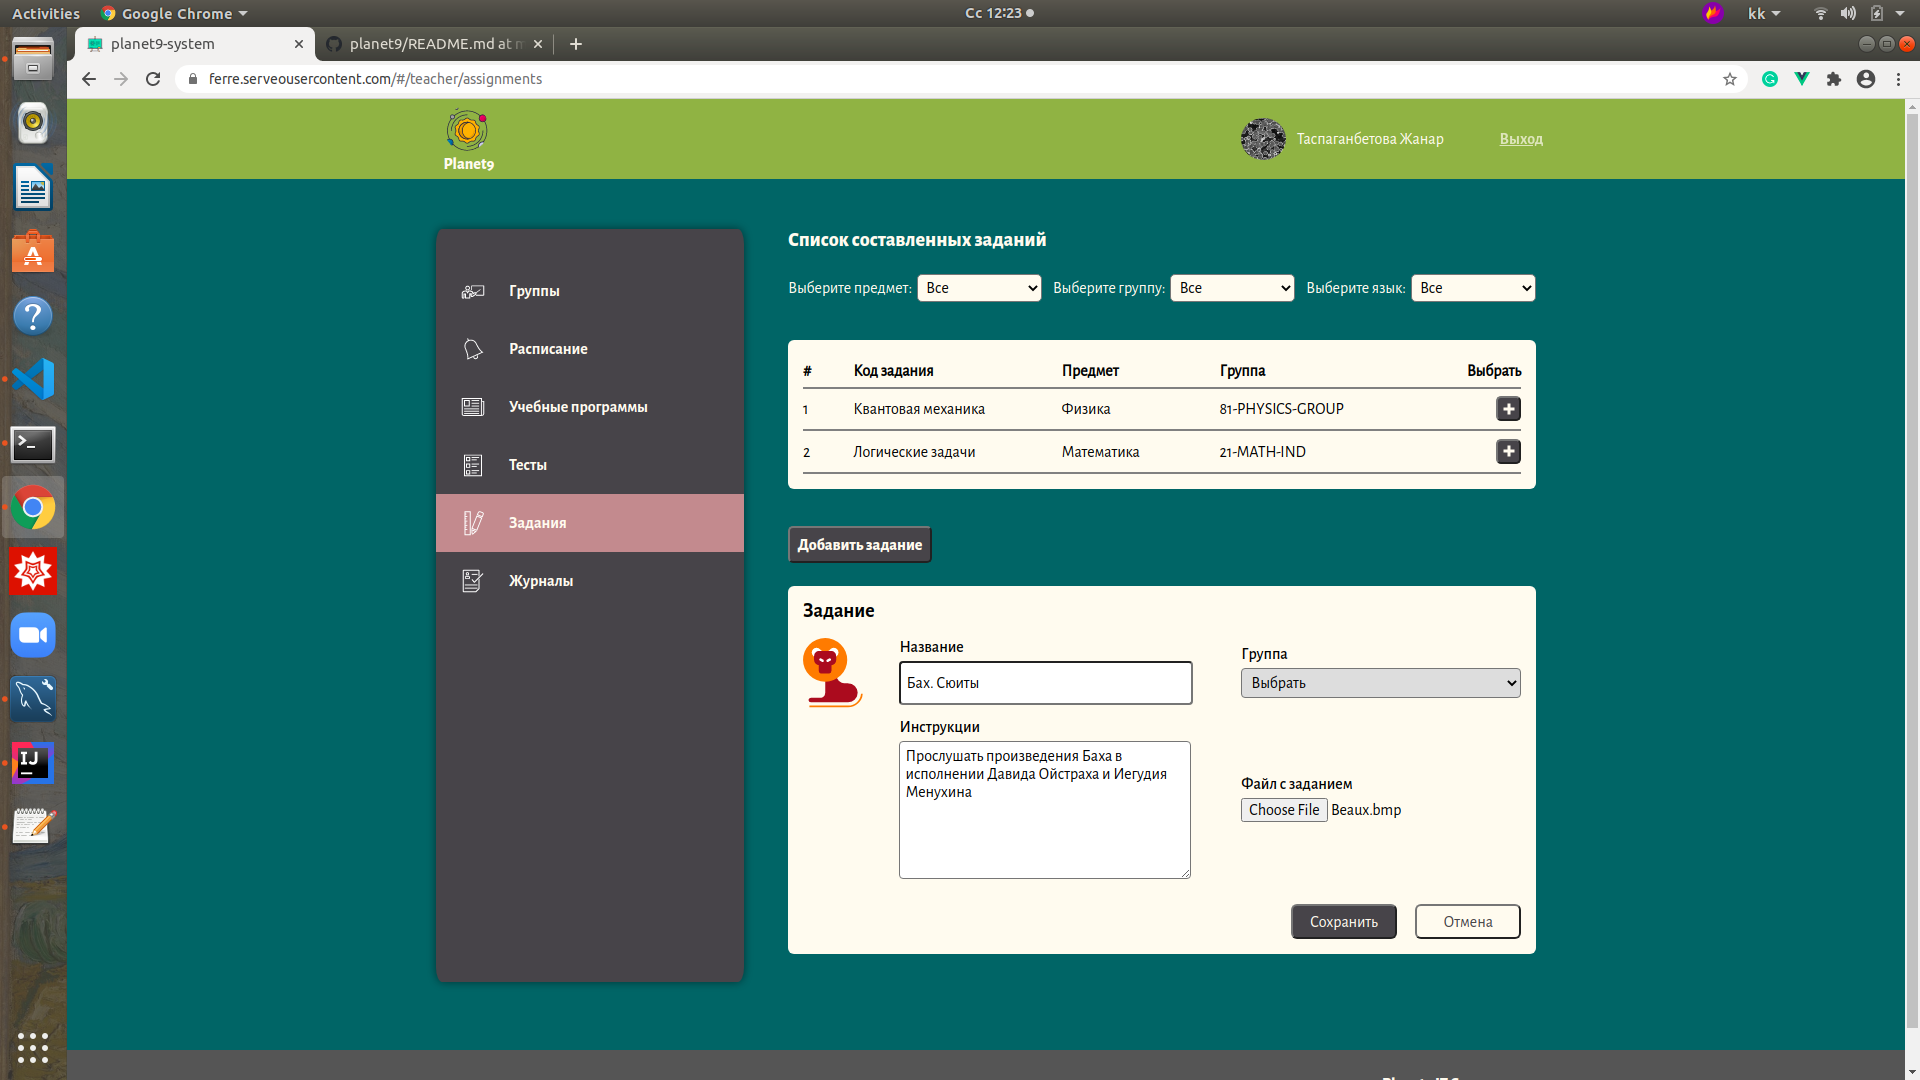 Activities
Google Chrome
Сс 12:23
kk
planet9-system
planet9/README.md at m
ferre.serveousercontent.com/#/teacher/assignments
Planet9
Таспаганбетова Жанар
Выход
Группы
Расписание
Учебные программы
Тесты
Задания
Журналы
Список составленных заданий
Выберите предмет: Все Выберите группу: Все Выберите язык: Все
# Код задания Предмет Группа Выбрать
1 Квантовая механика Физика 81-PHYSICS-GROUP
2 Логические задачи Математика 21-MATH-IND
Добавить задание
Задание
Название
Бах. Сюиты
Группа
Выбрать
Инструкции
Прослушать произведения Баха в
исполнении Давида Ойстраха и Иегудия
Менухина
Файл с заданием
Choose File Beaux.bmp
Сохранить
Отмена
IJ